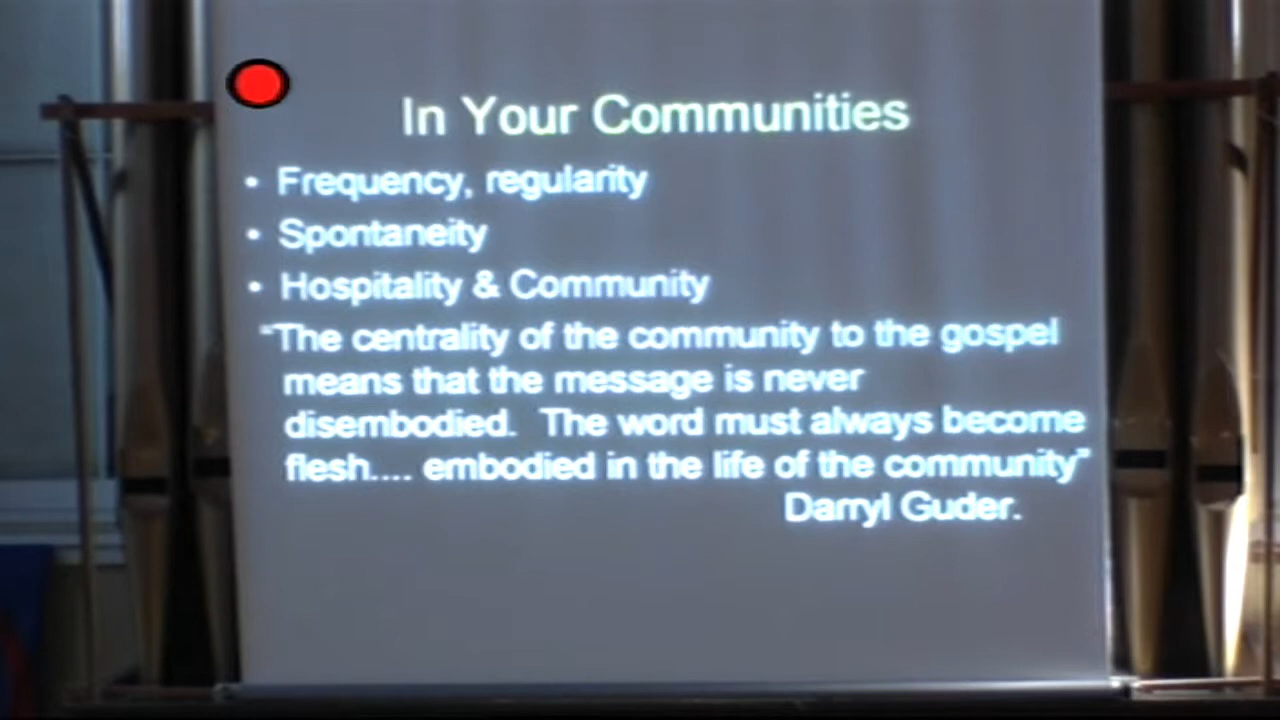 In Your Communities
• Frequency, regularity
• Spontaneity
• Hospitality & Community
“The centrality of the community to the gospel
means that the message is never
disembodied. The word must always become
flesh.... embodied in the life of the community”
Darryl Guder.